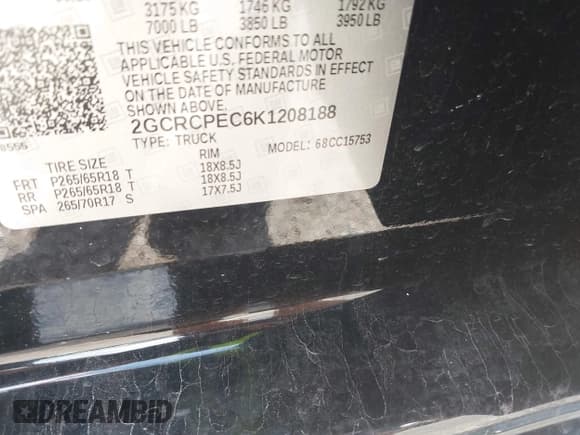 3175 KG 1746 KG 1792 KG
7000 LB 3850 LB 3950 LB
THIS VEHICLE CONFORMS TO ALL
APPLICABLE U.S. FEDERAL MOTOR
VEHICLE SAFETY STANDARDS IN EFFECT
ON THE DATE OF MANUFACTURE
SHOWN ABOVE.
2GCRCPEC6K1208188
TYPE: TRUCK MODEL: 68CC15753
TIRE SIZE RIM
FRT P265/65R18 T 18X8.5J
RR P265/65R18 T 18X8.5J
SPA 265/70R17 S 17X7.5J
DREAMBID